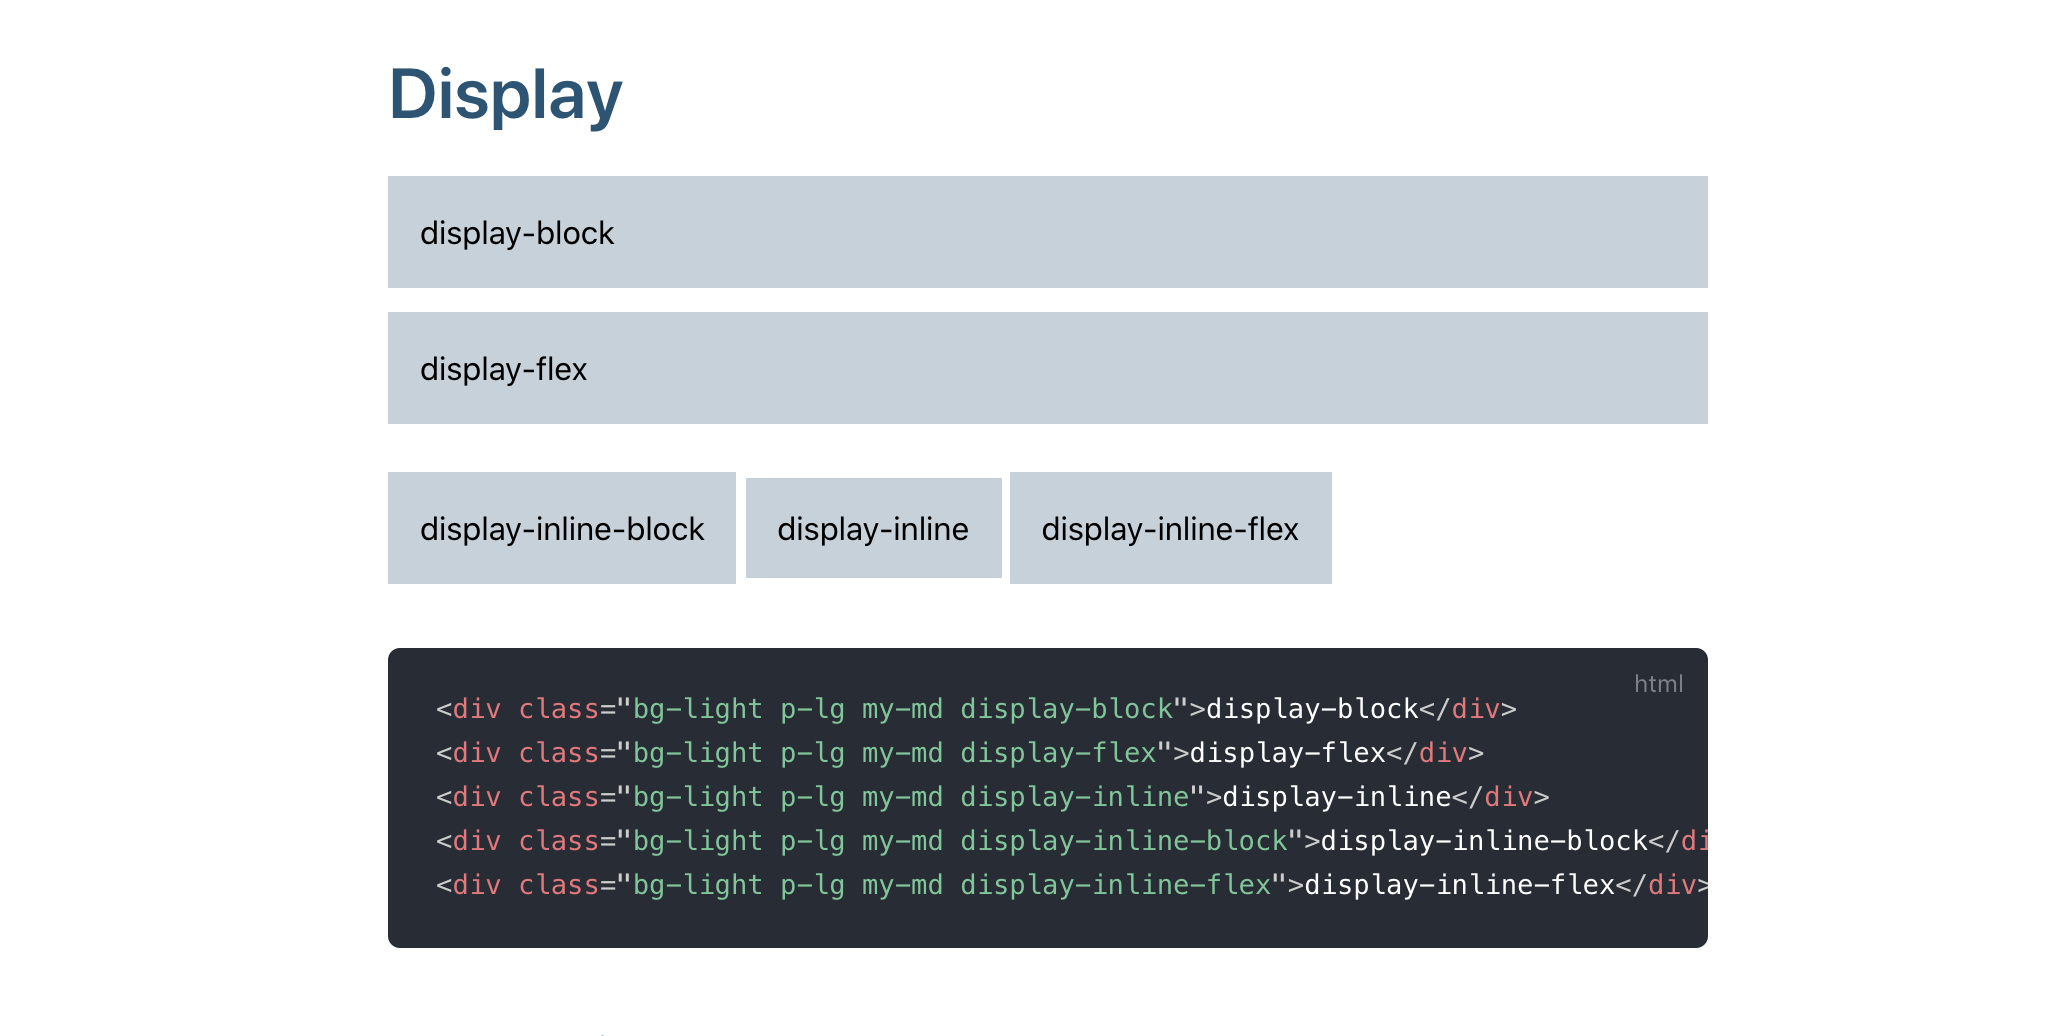 Display
display-block
display-flex
display-inline-block display-inline display-inline-flex
html
<div class="bg-light p-lg my-md display-block">display-block</div>
<div class="bg-light p-lg my-md display-flex">display-flex</div>
<div class="bg-light p-lg my-md display-inline">display-inline</div>
<div class="bg-light p-lg my-md display-inline-block">display-inline-block</di
<div class="bg-light p-lg my-md display-inline-flex">display-inline-flex</div>